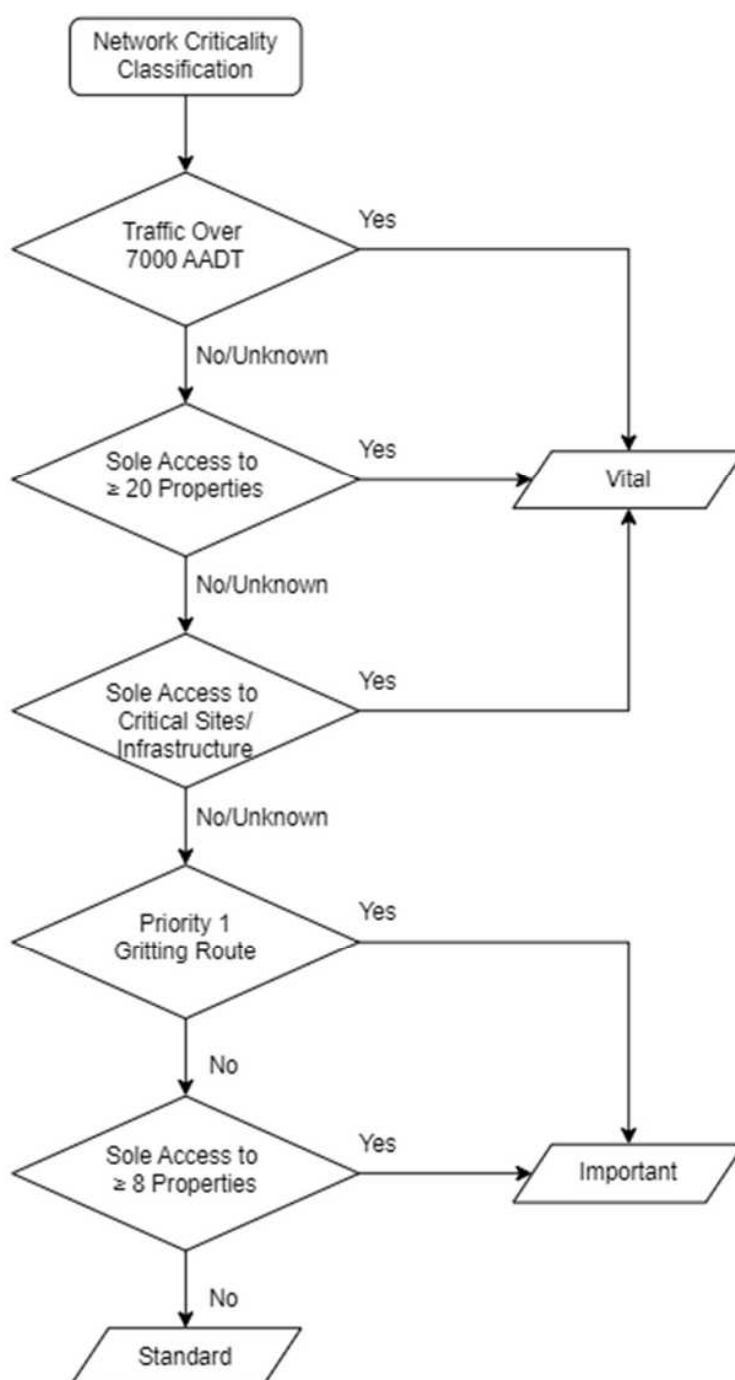 Network Criticality
Classification
Traffic Over
7000 AADT
Yes
No/Unknown
Sole Access to
≥ 20 Properties
Yes
Vital
No/Unknown
Sole Access to
Critical Sites/
Infrastructure
Yes
No/Unknown
Priority 1
Gritting Route
Yes
No
Sole Access to
≥ 8 Properties
Yes
Important
No
Standard